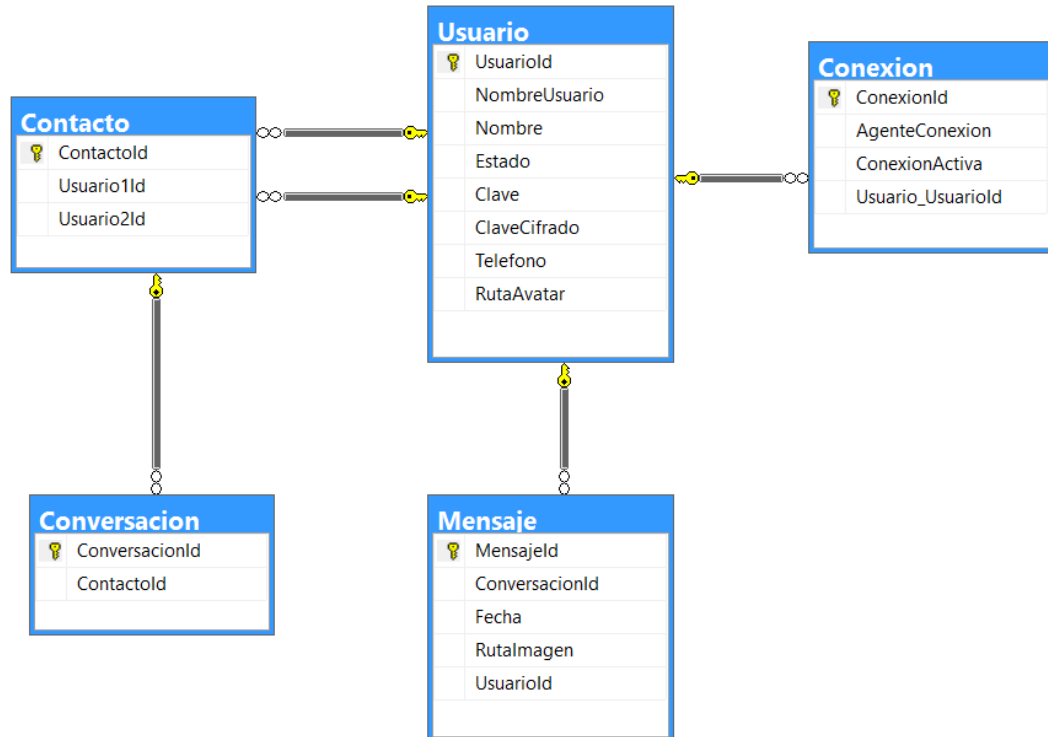 Usuario
UsuarioId
NombreUsuario
Nombre
Estado
Clave
ClaveCifrado
Telefono
RutaAvatar
Conexion
ConexionId
AgenteConexion
ConexionActiva
Usuario_UsuarioId
Contacto
ContactoId
Usuario1Id
Usuario2Id
Conversacion
ConversacionId
ContactoId
Mensaje
MensajeId
ConversacionId
Fecha
RutaImagen
UsuarioId